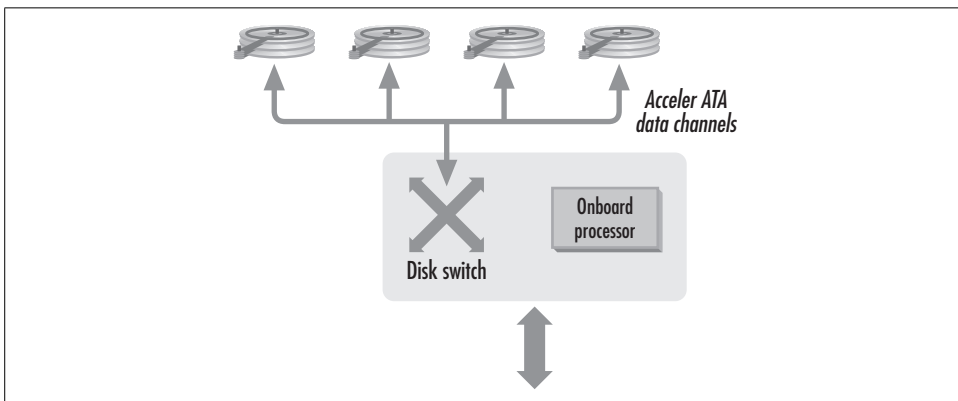 Acceler ATA
data channels
Onboard
processor
Disk switch